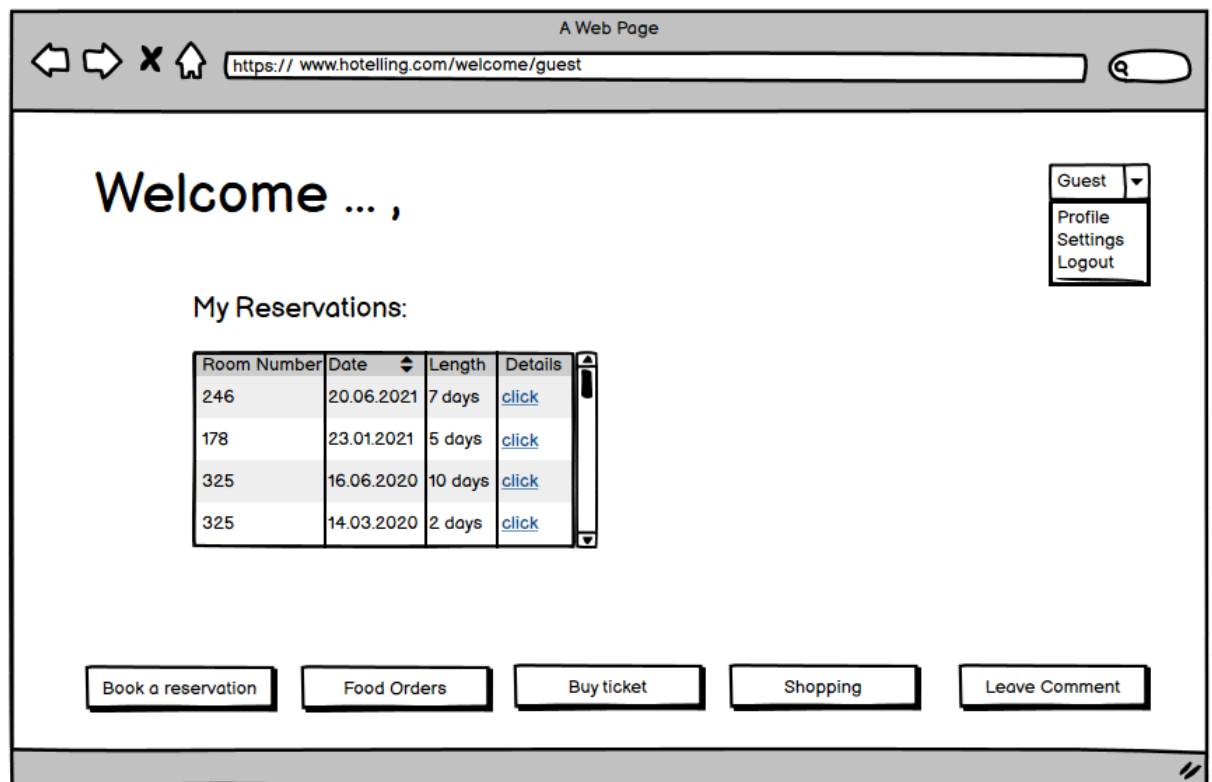 A Web Page
https:// www.hotelling.com/welcome/guest
Welcome ... ,
Guest
Profile
Settings
Logout
My Reservations:
Room Number Date Length Details
246 20.06.2021 7 days click
178 23.01.2021 5 days click
325 16.06.2020 10 days click
325 14.03.2020 2 days click
Book a reservation Food Orders Buy ticket Shopping Leave Comment